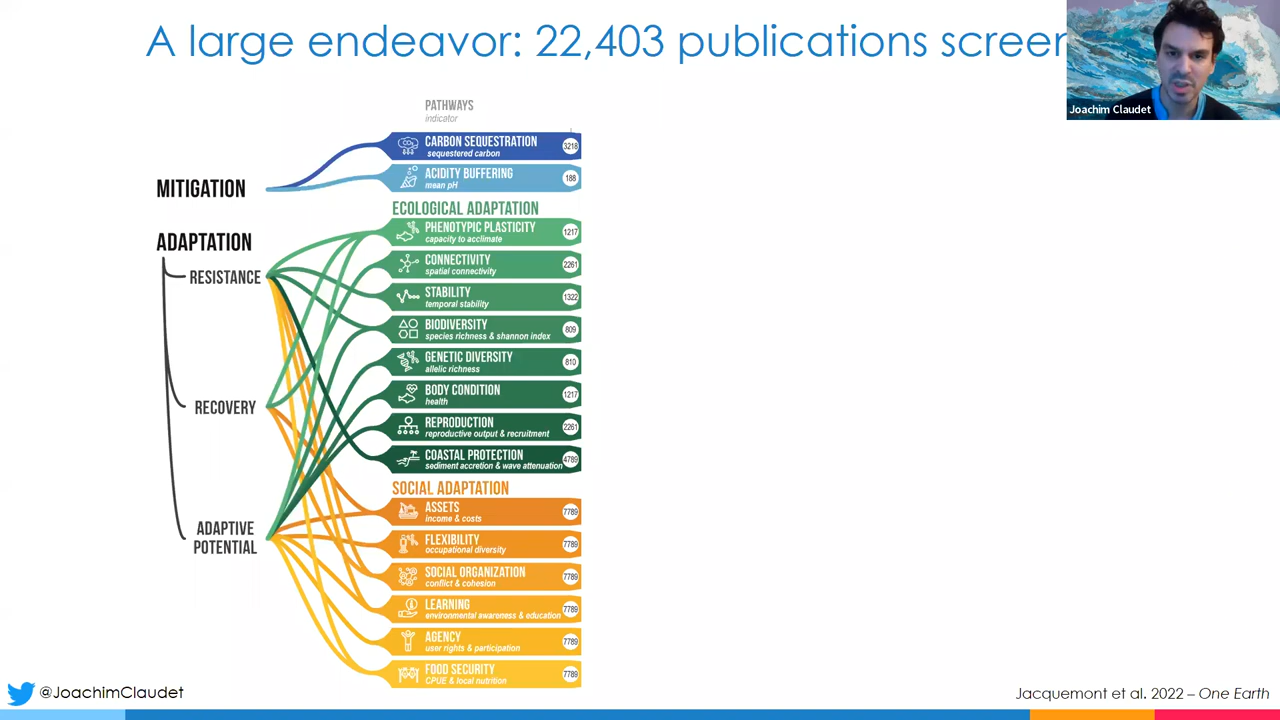 A large endeavor: 22,403 publications screen
Joachim Claudet
PATHWAYS
indicator
MITIGATION
CARBON SEQUESTRATION
sequestered carbon
3218
ACIDITY BUFFERING
mean pH
188
ADAPTATION
RESISTANCE
RECOVERY
ADAPTIVE
POTENTIAL
ECOLOGICAL ADAPTATION
PHENOTYPIC PLASTICITY
capacity to acclimate
1217
CONNECTIVITY
spatial connectivity
2261
STABILITY
temporal stability
1322
BIODIVERSITY
species richness & shannon index
809
GENETIC DIVERSITY
allelic richness
810
BODY CONDITION
health
1217
REPRODUCTION
reproductive output & recruitment
2261
COASTAL PROTECTION
sediment accretion & wave attenuation
4789
SOCIAL ADAPTATION
ASSETS
income & costs
7789
FLEXIBILITY
occupational diversity
7789
SOCIAL ORGANIZATION
conflict & cohesion
7789
LEARNING
environmental awareness & education
7789
AGENCY
user rights & participation
7789
FOOD SECURITY
CPUE & local nutrition
7789
@JoachimClaudet
Jacquemont et al. 2022 – One Earth